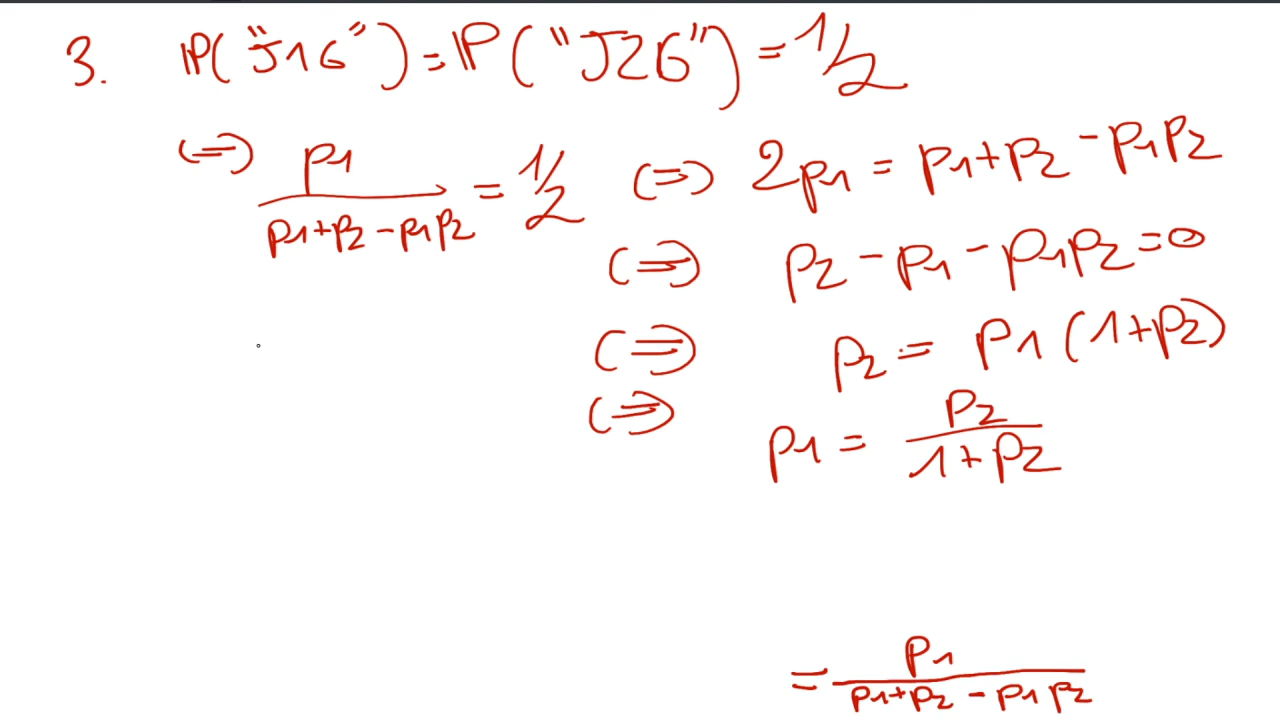 3. ℙ("J1G") = ℙ("J2G") = 1/2
(=>) p1/(p1+p2-p1p2) = 1/2 (=>) 2p1 = p1+p2-p1p2
(=>) p2 - p1 - p1p2 = 0
(=>) p2 = p1(1+p2)
(=>) p1 = p2/(1+p2)
= p1/(p1+p2-p1p2)